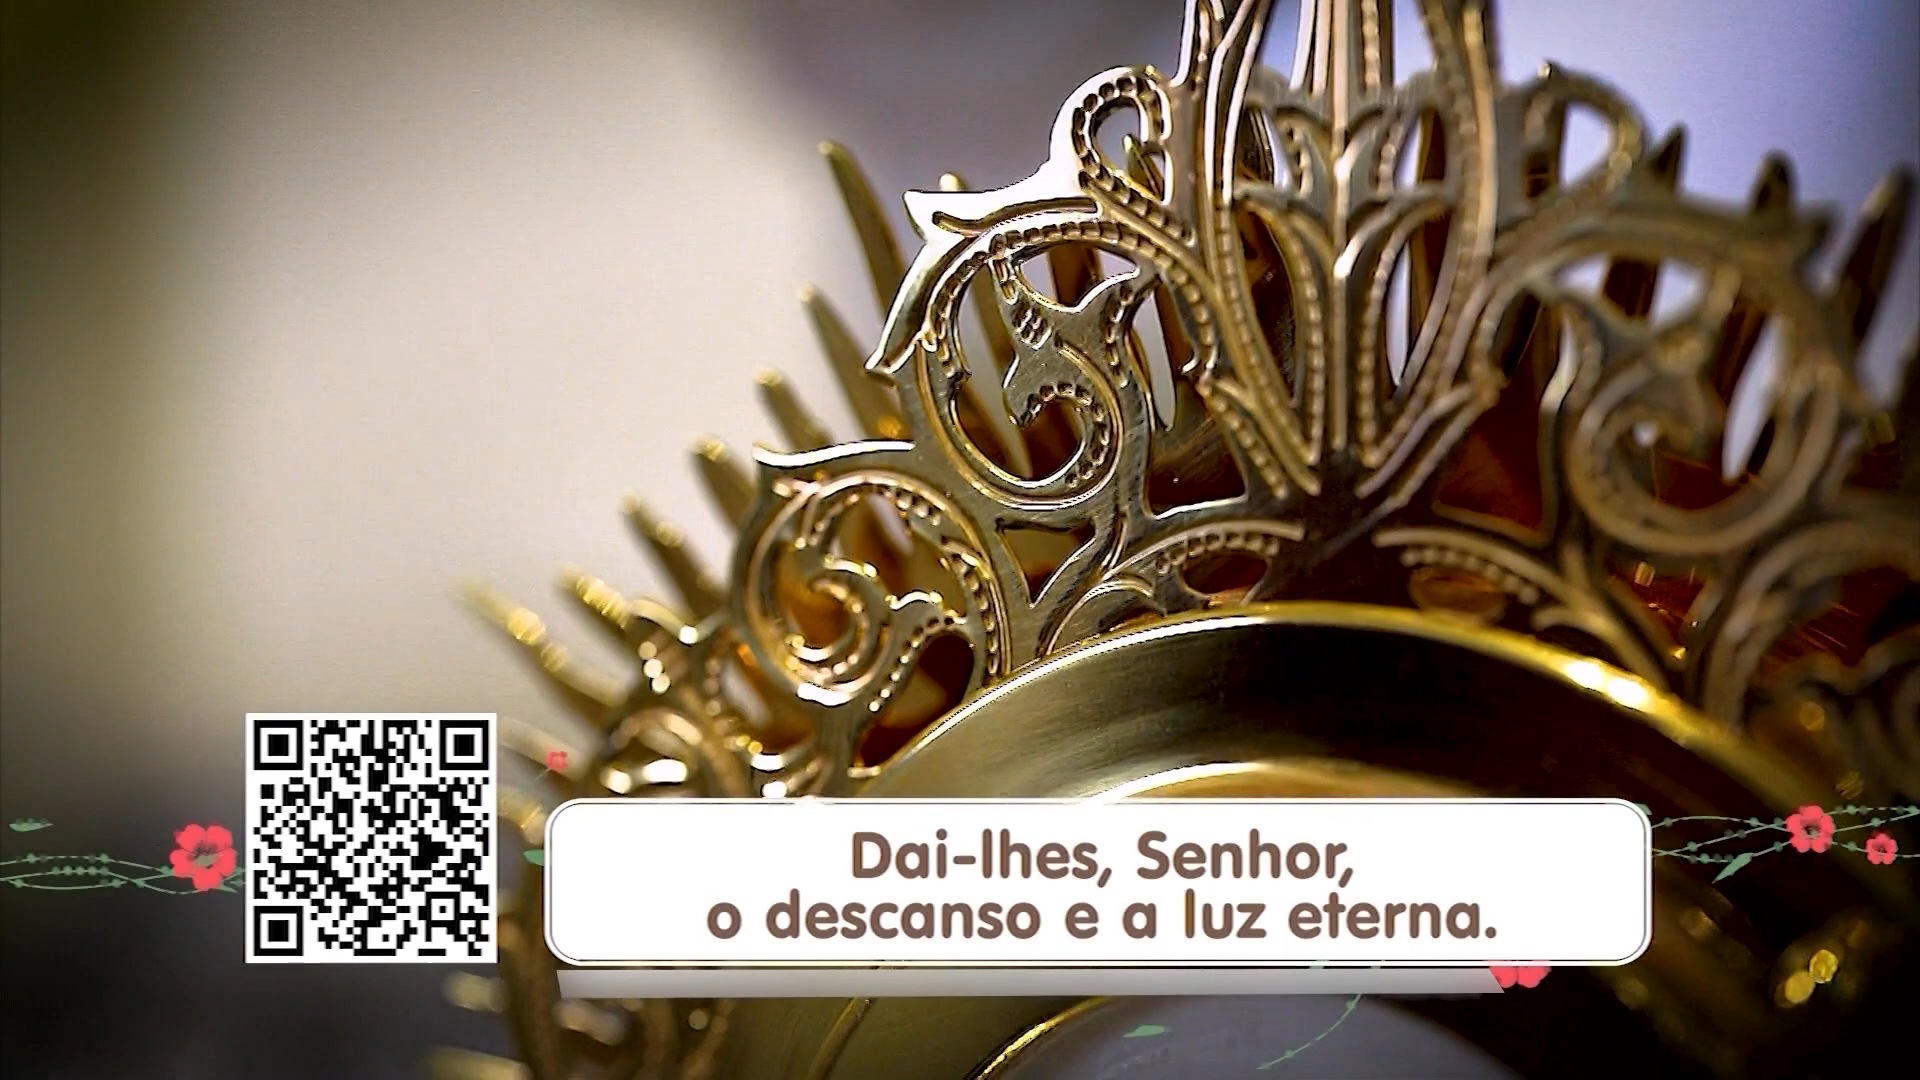 Dai-lhes, Senhor,
o descanso e a luz eterna.